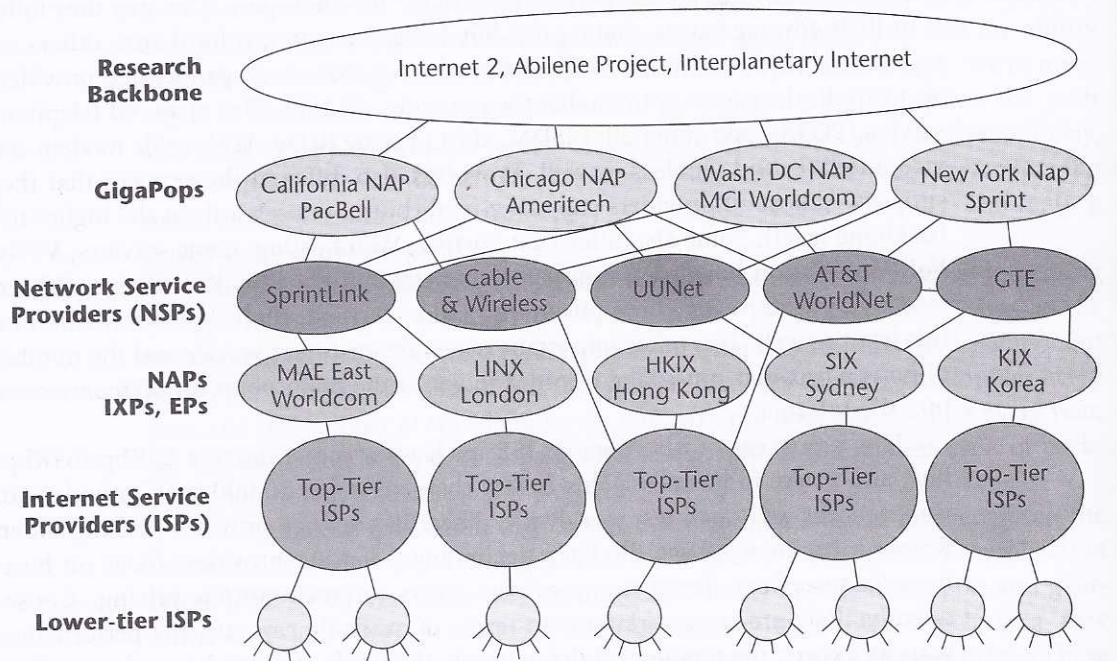 Research
Backbone
Internet 2, Abilene Project, Interplanetary Internet
GigaPops
California NAP
PacBell
Chicago NAP
Ameritech
Wash. DC NAP
MCI Worldcom
New York Nap
Sprint
Network Service
Providers (NSPs)
SprintLink
Cable
& Wireless
UUNet
AT&T
WorldNet
GTE
NAPs
IXPs, EPs
MAE East
Worldcom
LINX
London
HKIX
Hong Kong
SIX
Sydney
KIX
Korea
Internet Service
Providers (ISPs)
Top-Tier
ISPs
Top-Tier
ISPs
Top-Tier
ISPs
Top-Tier
ISPs
Top-Tier
ISPs
Lower-tier ISPs